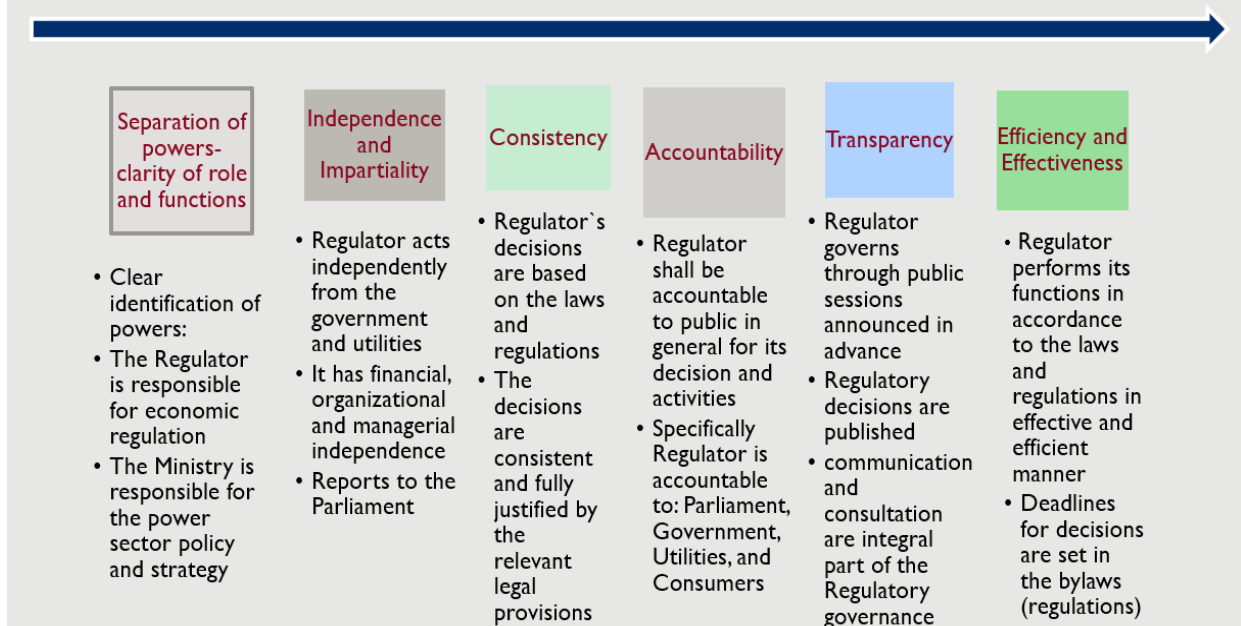 Separation of
powers-
clarity of role
and functions
• Clear
identification of
powers:
• The Regulator
is responsible
for economic
regulation
• The Ministry is
responsible for
the power
sector policy
and strategy
Independence
and
Impartiality
• Regulator acts
independently
from the
government
and utilities
• It has financial,
organizational
and managerial
independence
• Reports to the
Parliament
Consistency
• Regulator`s
decisions
are based
on the laws
and
regulations
• The
decisions
are
consistent
and fully
justified by
the
relevant
legal
provisions
Accountability
• Regulator
shall be
accountable
to public in
general for its
decision and
activities
• Specifically
Regulator is
accountable
to: Parliament,
Government,
Utilities, and
Consumers
Transparency
• Regulator
governs
through public
sessions
announced in
advance
• Regulatory
decisions are
published
• communication
and
consultation
are integral
part of the
Regulatory
governance
Efficiency and
Effectiveness
• Regulator
performs its
functions in
accordance
to the laws
and
regulations in
effective and
efficient
manner
• Deadlines
for decisions
are set in
the bylaws
(regulations)